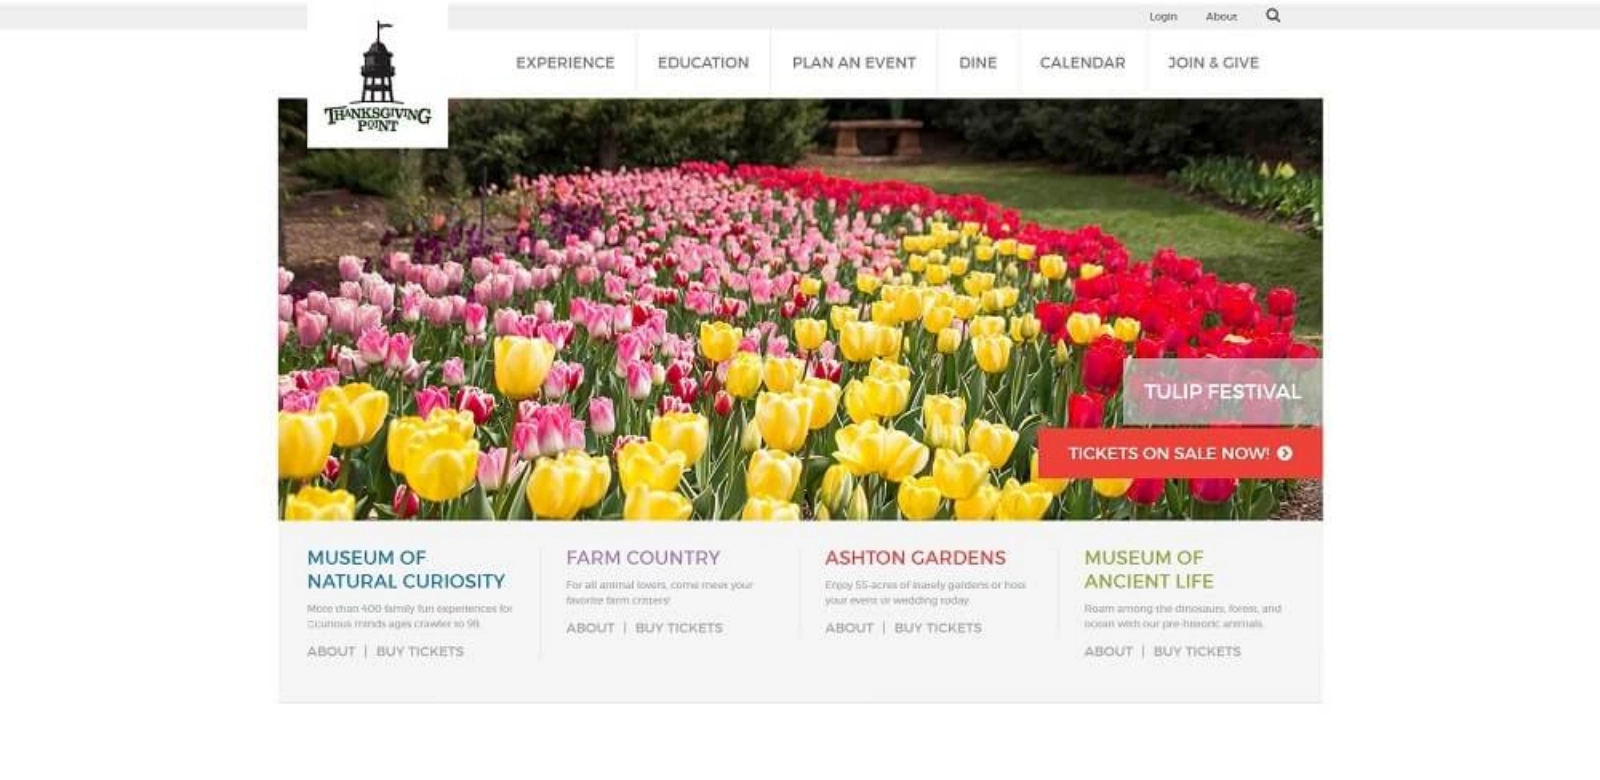 Login About
THANKSGIVING
POINT
EXPERIENCE EDUCATION PLAN AN EVENT DINE CALENDAR JOIN & GIVE
TULIP FESTIVAL
TICKETS ON SALE NOW!
MUSEUM OF
NATURAL CURIOSITY
More than 400 family fun experiences for
curious minds ages crawler to 99.
ABOUT | BUY TICKETS
FARM COUNTRY
For all animal lovers, come meet your
favorite farm critters!
ABOUT | BUY TICKETS
ASHTON GARDENS
Enjoy 55-acres of stately gardens or host
your event or wedding today.
ABOUT | BUY TICKETS
MUSEUM OF
ANCIENT LIFE
Roam among the dinosaurs, forest, and
ocean with our pre-historic animals.
ABOUT | BUY TICKETS